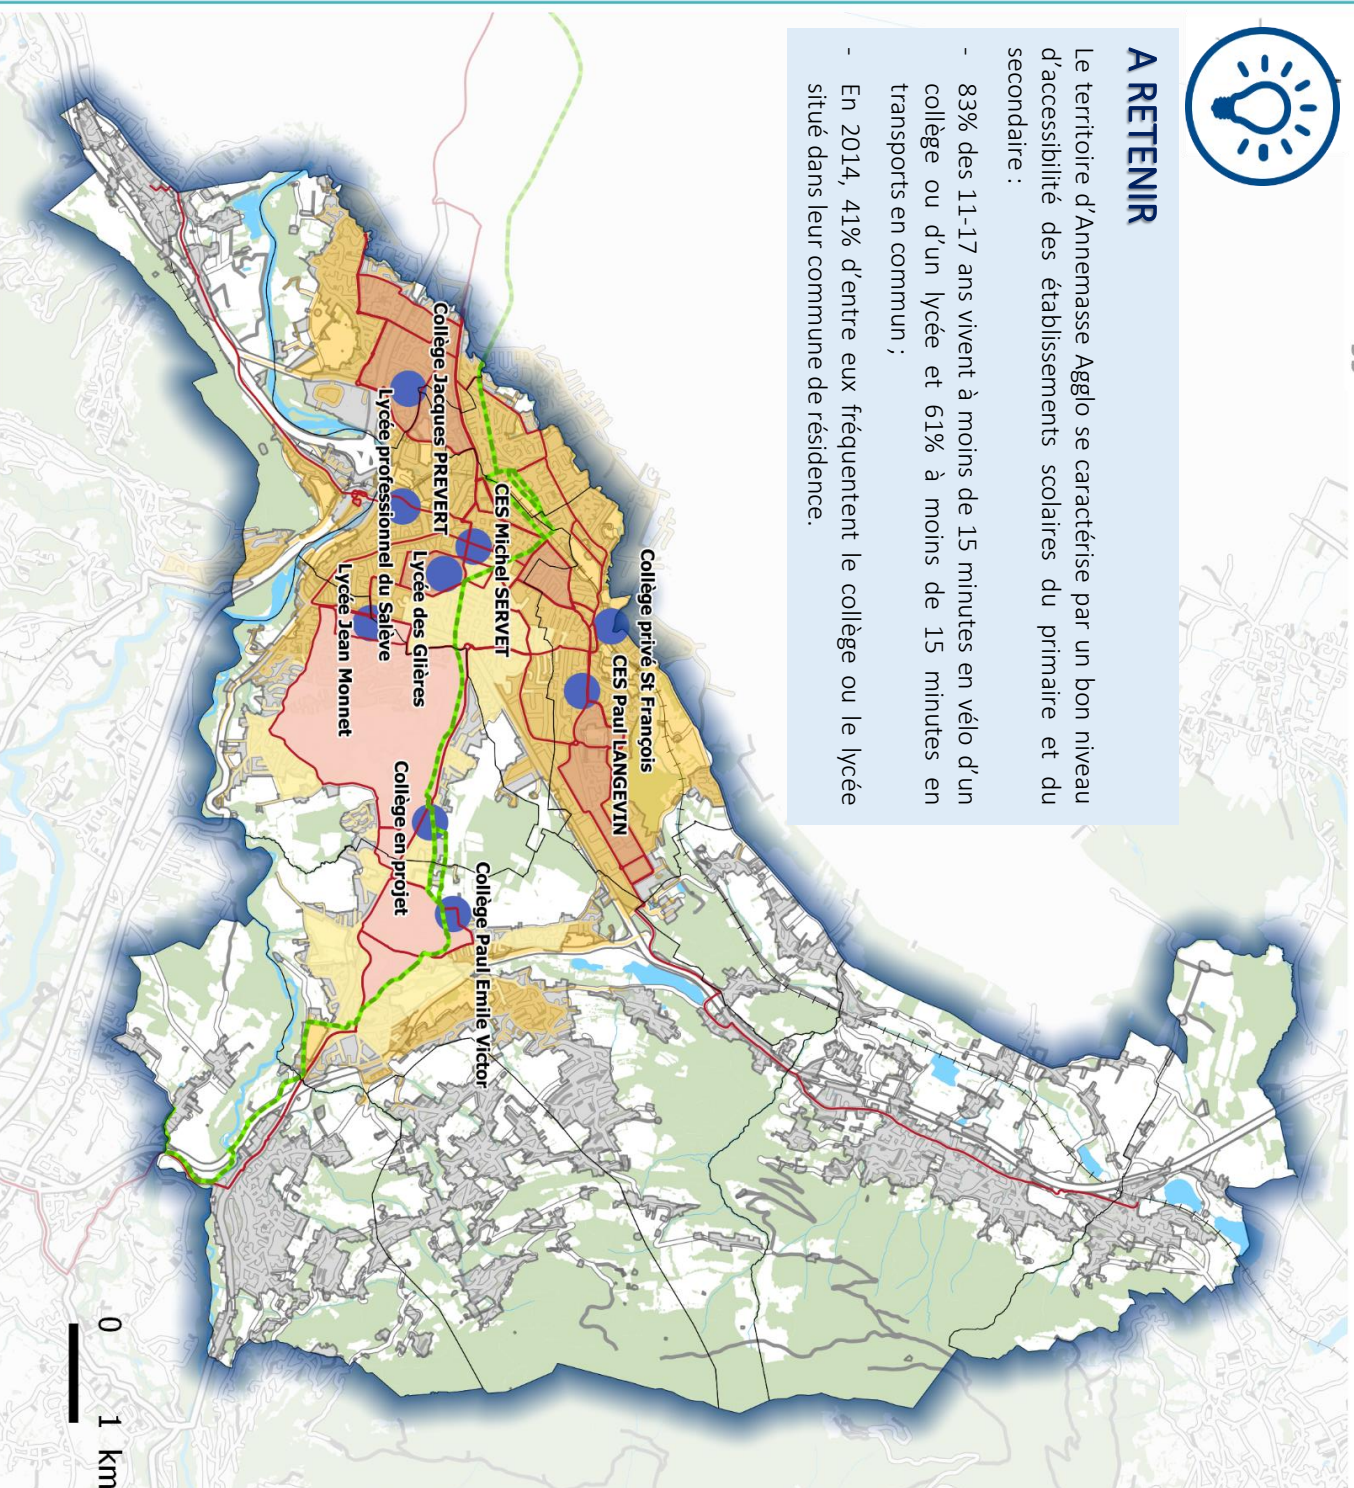 A RETENIR
Le territoire d'Annemasse Agglo se caractérise par un bon niveau
d'accessibilité des établissements scolaires du primaire et du
secondaire :
- 83% des 11-17 ans vivent à moins de 15 minutes en vélo d'un
collège ou d'un lycée et 61% à moins de 15 minutes en
transports en commun ;
- En 2014, 41% d'entre eux fréquentent le collège ou le lycée
situé dans leur commune de résidence.
Collège privé St François
CES Paul LANGEVIN
CES Michel SERVET
Collège Jacques PREVERT
Lycée des Glières
Lycée professionnel du Salève
Lycée Jean Monnet
Collège Paul Emile Victor
Collège en projet
0 1 km